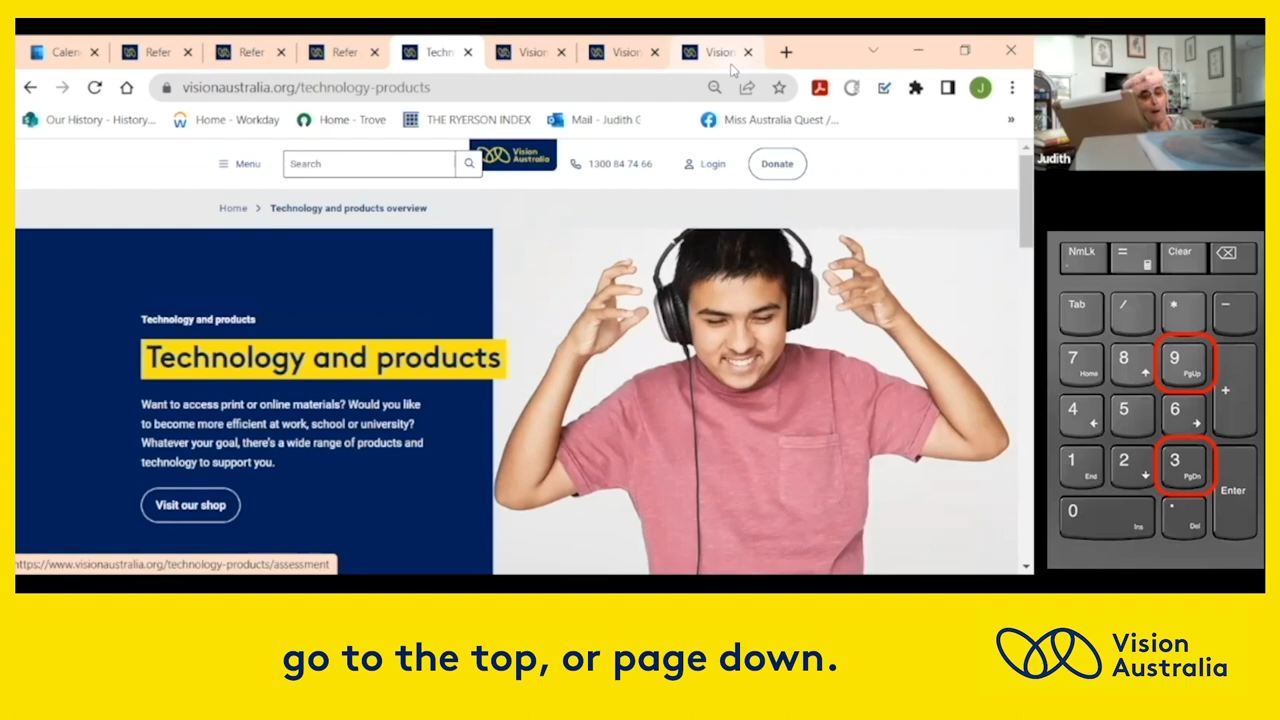 Calen
Refer
Refer
Refer
Techn
Vision
Vision
Vision
visionaustralia.org/technology-products
J
Our History - History...
Home - Workday
Home - Trove
THE RYERSON INDEX
Mail - Judith G
Miss Australia Quest /...
»
Menu
Search
Vision
Australia
1300 84 74 66
Login
Donate
Home > Technology and products overview
Technology and products
Technology and products
Want to access print or online materials? Would you like
to become more efficient at work, school or university?
Whatever your goal, there's a wide range of products and
technology to support you.
Visit our shop
https://www.visionaustralia.org/technology-products/assessment
Judith
NmLk
=
Clear
Tab
/
*
-
7 Home
8
9 PgUp
+
4
5
6
1 End
2
3 PgDn
Enter
0 Ins
. Del
go to the top, or page down.
Vision
Australia